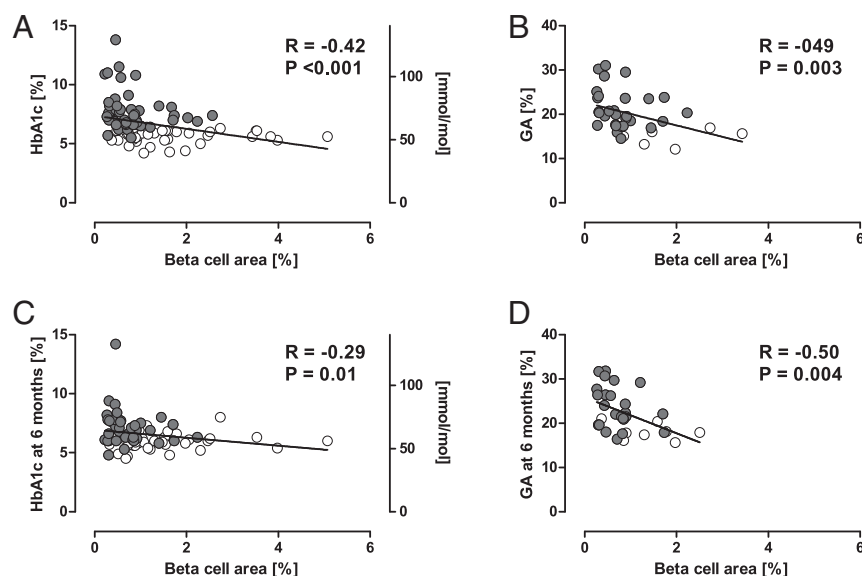 A
R = -0.42
P <0.001
HbA1c [%]
[mmol/mol]
15
10
5
0
100
50
0
0 2 4 6
Beta cell area [%]
B
R = -049
P = 0.003
GA [%]
40
30
20
10
0
0 2 4 6
Beta cell area [%]
C
R = -0.29
P = 0.01
HbA1c at 6 months [%]
[mmol/mol]
15
10
5
0
100
50
0
0 2 4 6
Beta cell area [%]
D
R = -0.50
P = 0.004
GA at 6 months [%]
40
30
20
10
0
0 2 4 6
Beta cell area [%]